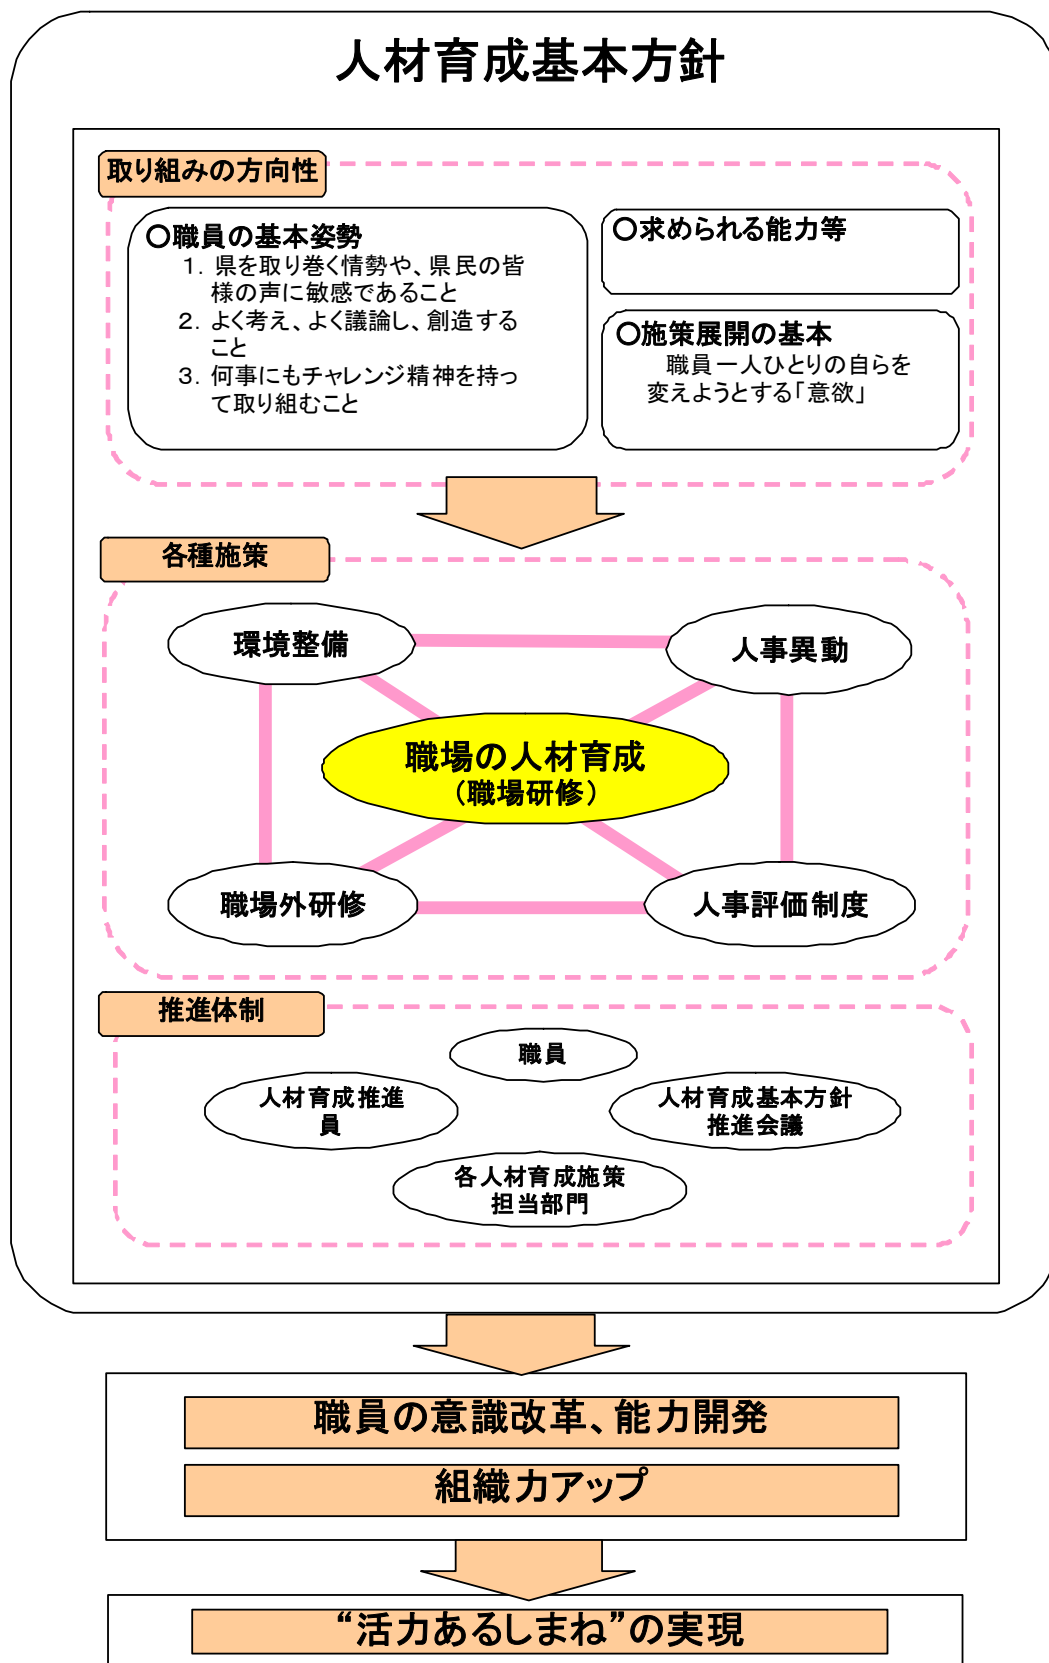 人材育成基本方針
取り組みの方向性
○職員の基本姿勢
1. 県を取り巻く情勢や、県民の皆
様の声に敏感であること
2. よく考え、よく議論し、創造する
こと
3. 何事にもチャレンジ精神を持っ
て取り組むこと
○求められる能力等
○施策展開の基本
職員一人ひとりの自らを
変えようとする「意欲」
各種施策
環境整備
人事異動
職場の人材育成
（職場研修）
職場外研修
人事評価制度
推進体制
職員
人材育成推進
員
人材育成基本方針
推進会議
各人材育成施策
担当部門
職員の意識改革、能力開発
組織力アップ
“活力あるしまね”の実現